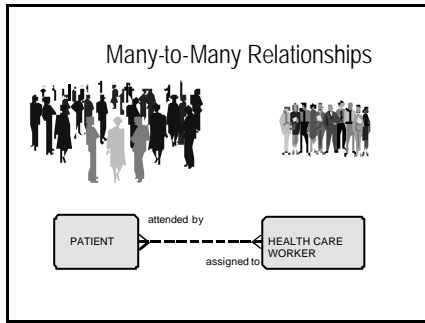 Many-to-Many Relationships
attended by
PATIENT
HEALTH CARE
WORKER
assigned to